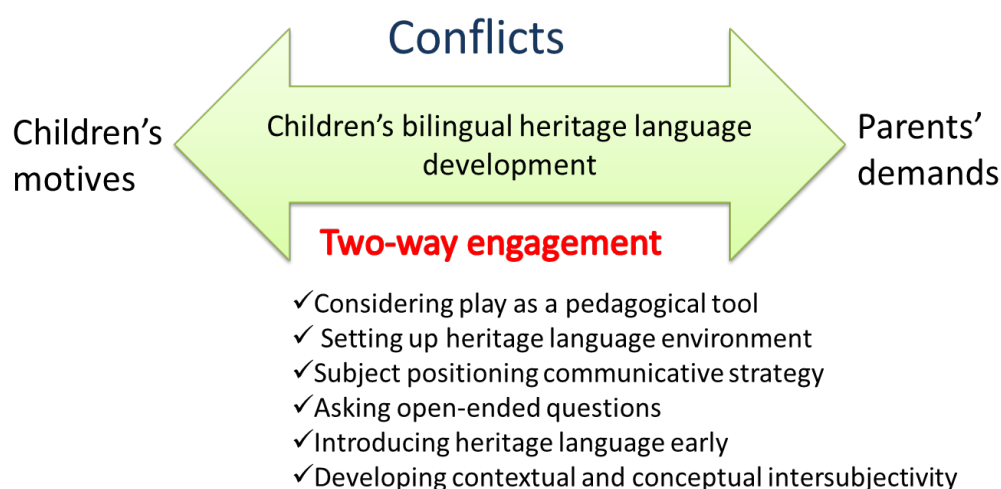 Conflicts
Children's
motives
Children's bilingual heritage language
development
Parents'
demands
Two-way engagement
✓Considering play as a pedagogical tool
✓ Setting up heritage language environment
✓Subject positioning communicative strategy
✓Asking open-ended questions
✓Introducing heritage language early
✓Developing contextual and conceptual intersubjectivity